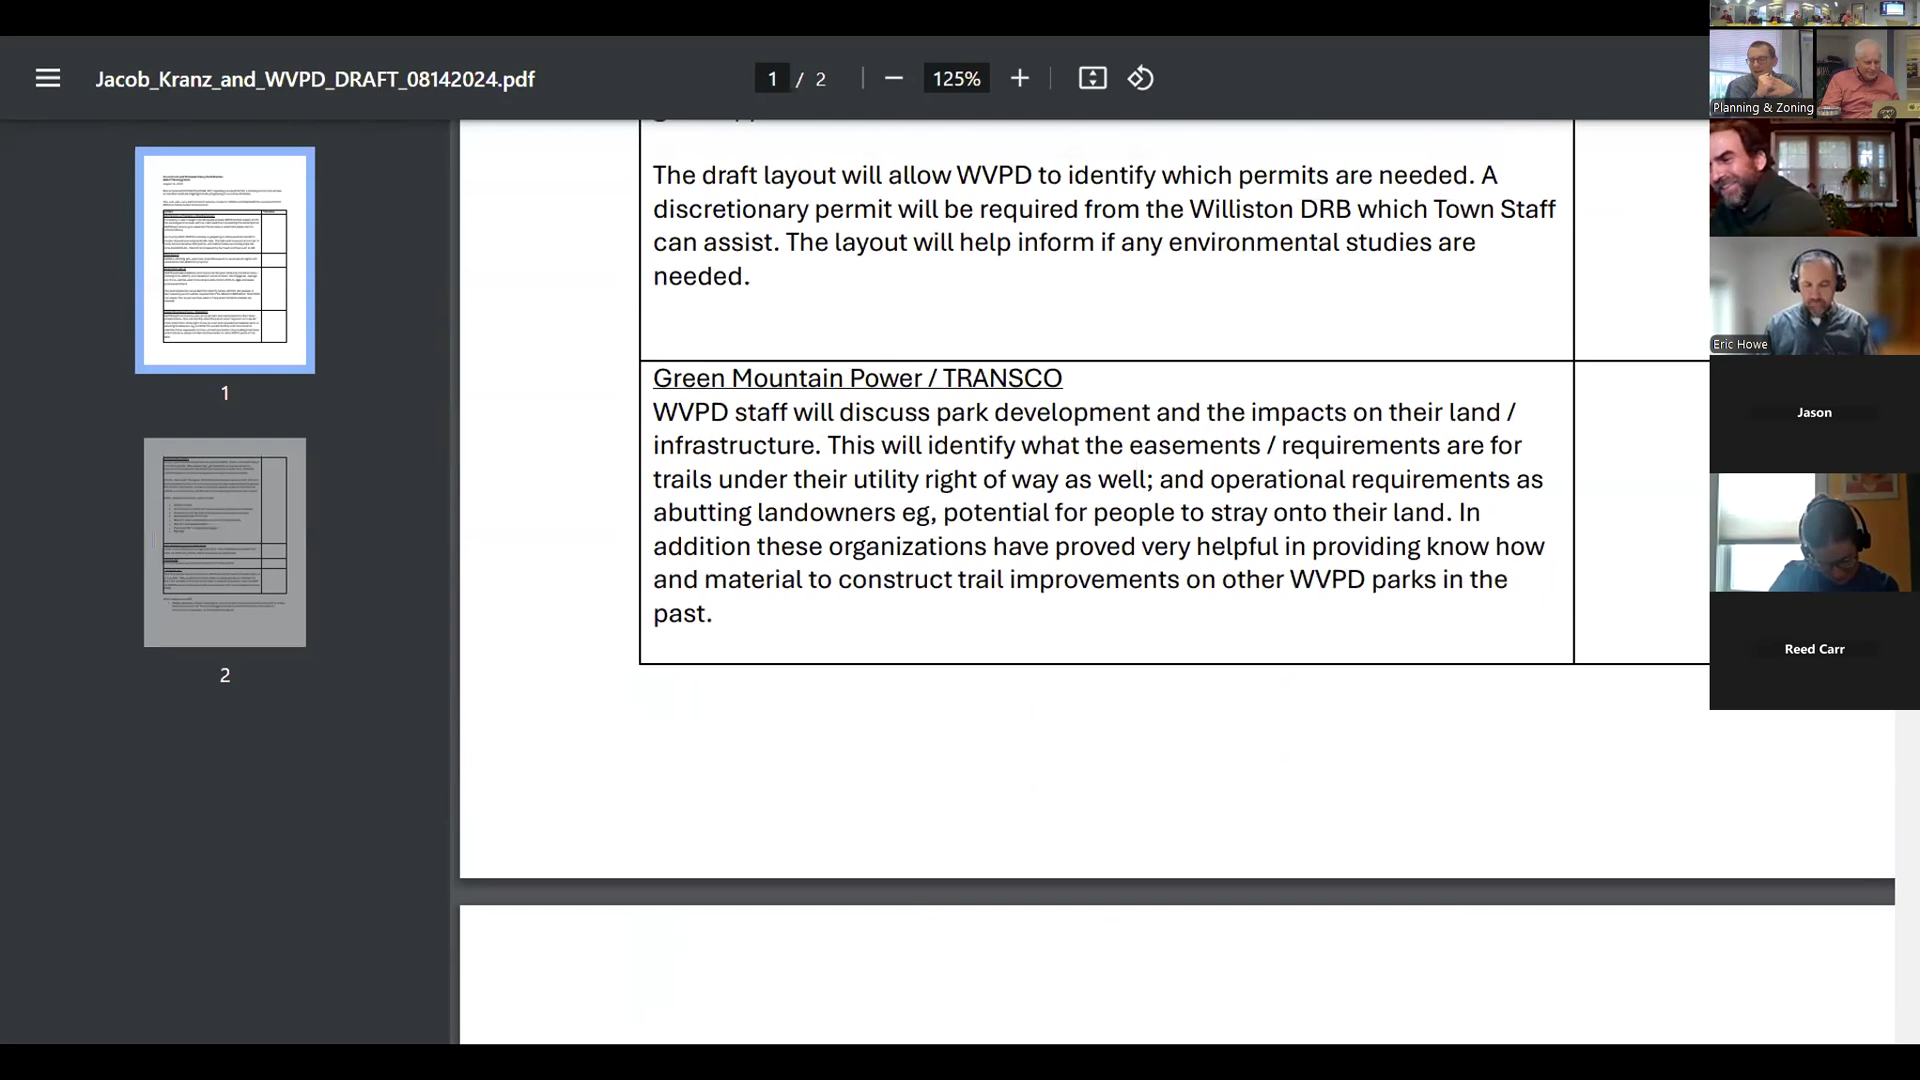 Jacob_Kranz_and_WVPD_DRAFT_08142024.pdf
1 / 2
125%
The draft layout will allow WVPD to identify which permits are needed. A
discretionary permit will be required from the Williston DRB which Town Staff
can assist. The layout will help inform if any environmental studies are
needed.
Green Mountain Power / TRANSCO
WVPD staff will discuss park development and the impacts on their land /
infrastructure. This will identify what the easements / requirements are for
trails under their utility right of way as well; and operational requirements as
abutting landowners eg, potential for people to stray onto their land. In
addition these organizations have proved very helpful in providing know how
and material to construct trail improvements on other WVPD parks in the
past.
1
2
Planning & Zoning
Eric Howe
Jason
Reed Carr